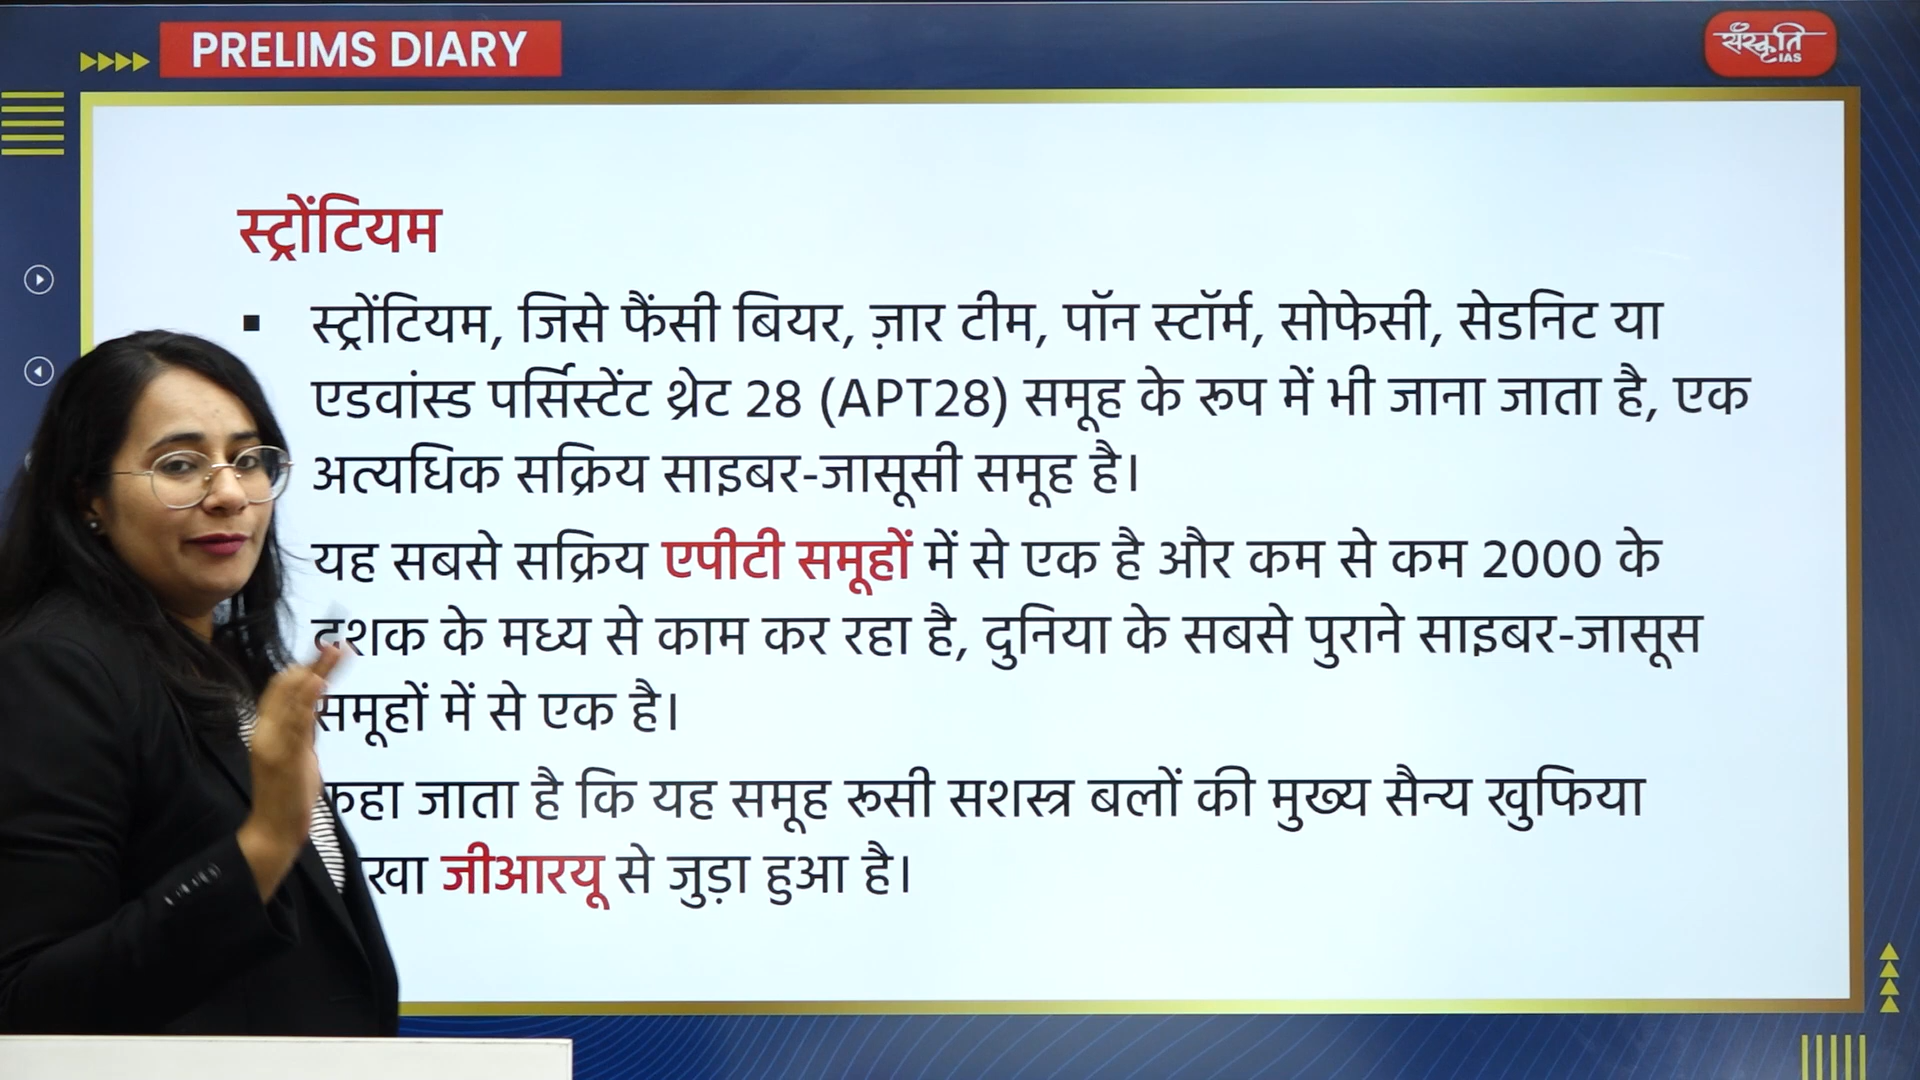 PRELIMS DIARY
संस्कृति
IAS
स्ट्रोंटियम
▪ स्ट्रोंटियम, जिसे फैंसी बियर, ज़ार टीम, पॉन स्टॉर्म, सोफेसी, सेडनिट या
एडवांस्ड पर्सिस्टेंट थ्रेट 28 (APT28) समूह के रूप में भी जाना जाता है, एक
अत्यधिक सक्रिय साइबर-जासूसी समूह है।
यह सबसे सक्रिय एपीटी समूहों में से एक है और कम से कम 2000 के
दशक के मध्य से काम कर रहा है, दुनिया के सबसे पुराने साइबर-जासूस
समूहों में से एक है।
कहा जाता है कि यह समूह रूसी सशस्त्र बलों की मुख्य सैन्य खुफिया
जीआरयू से जुड़ा हुआ है।